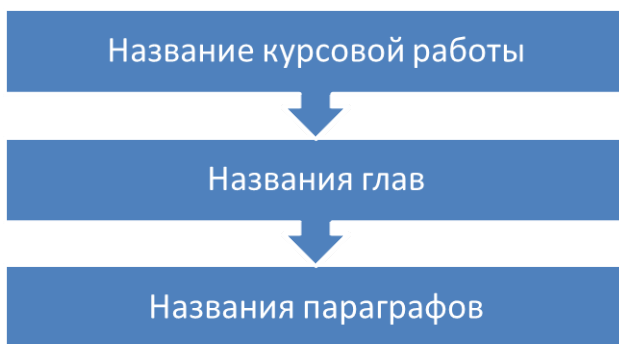 Название курсовой работы
Названия глав
Названия параграфов